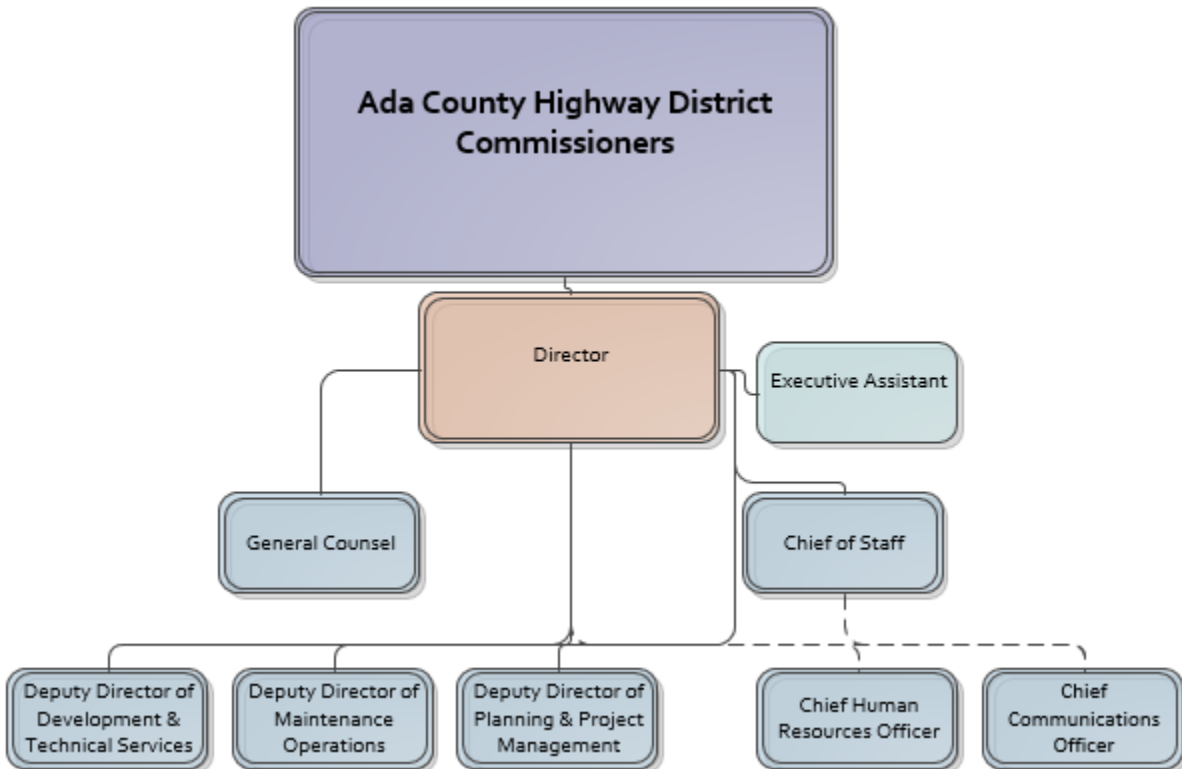 Ada County Highway District
Commissioners
Director
Executive Assistant
General Counsel
Chief of Staff
Deputy Director of
Development &
Technical Services
Deputy Director of
Maintenance
Operations
Deputy Director of
Planning & Project
Management
Chief Human
Resources Officer
Chief
Communications
Officer